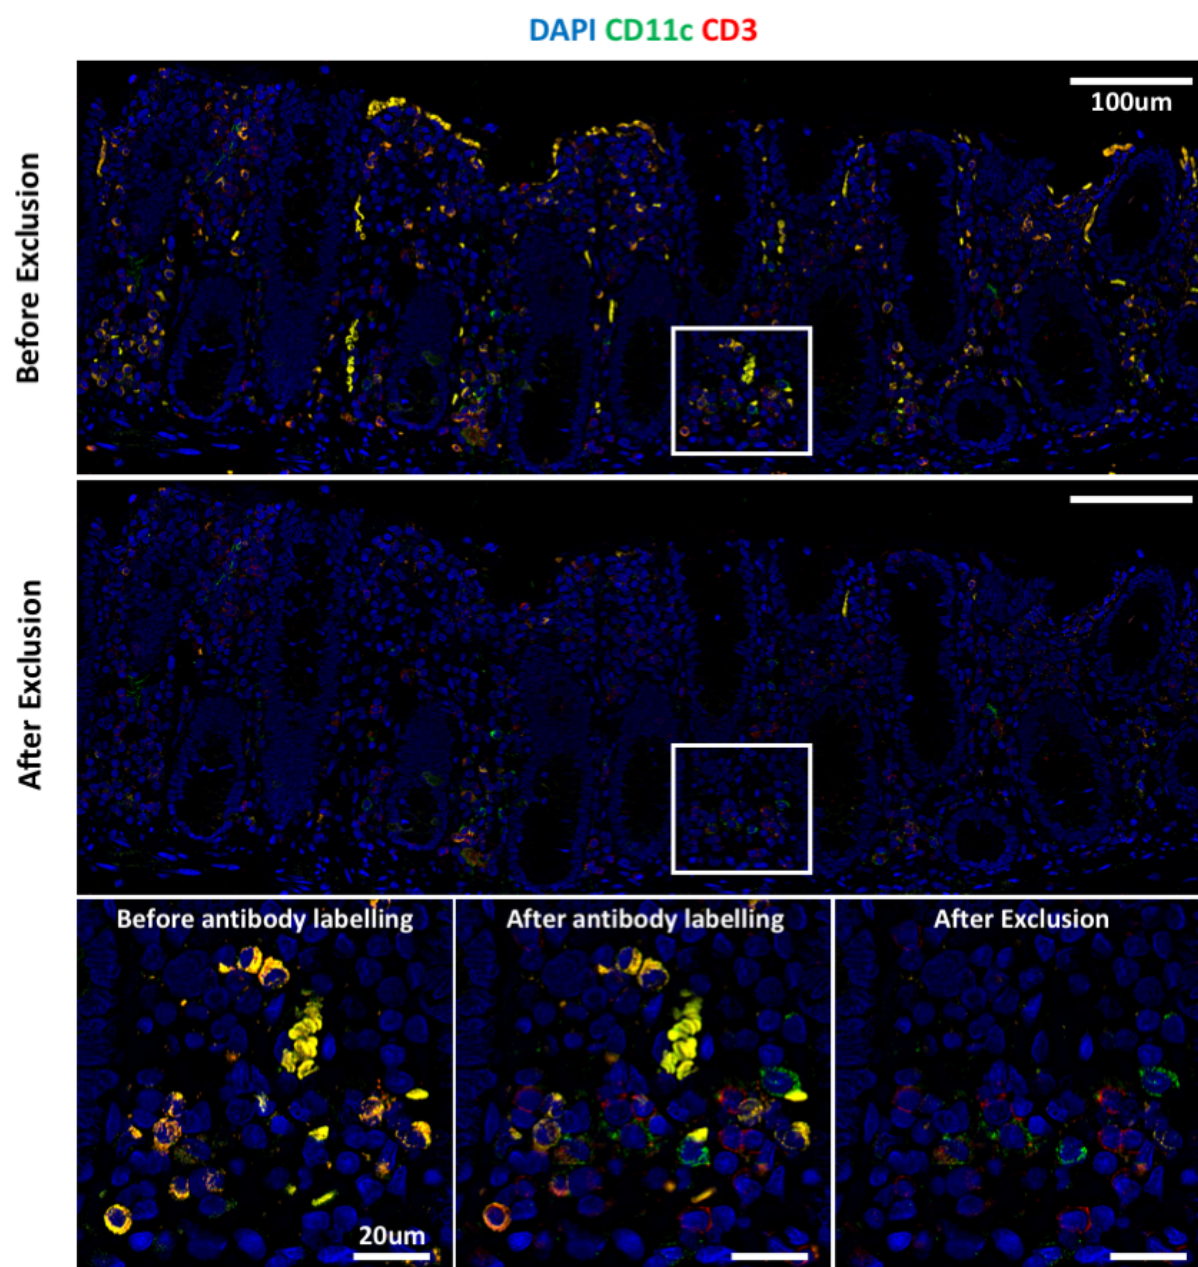 DAPI CD11c CD3
Before Exclusion
100um
After Exclusion
Before antibody labelling
After antibody labelling
After Exclusion
20um